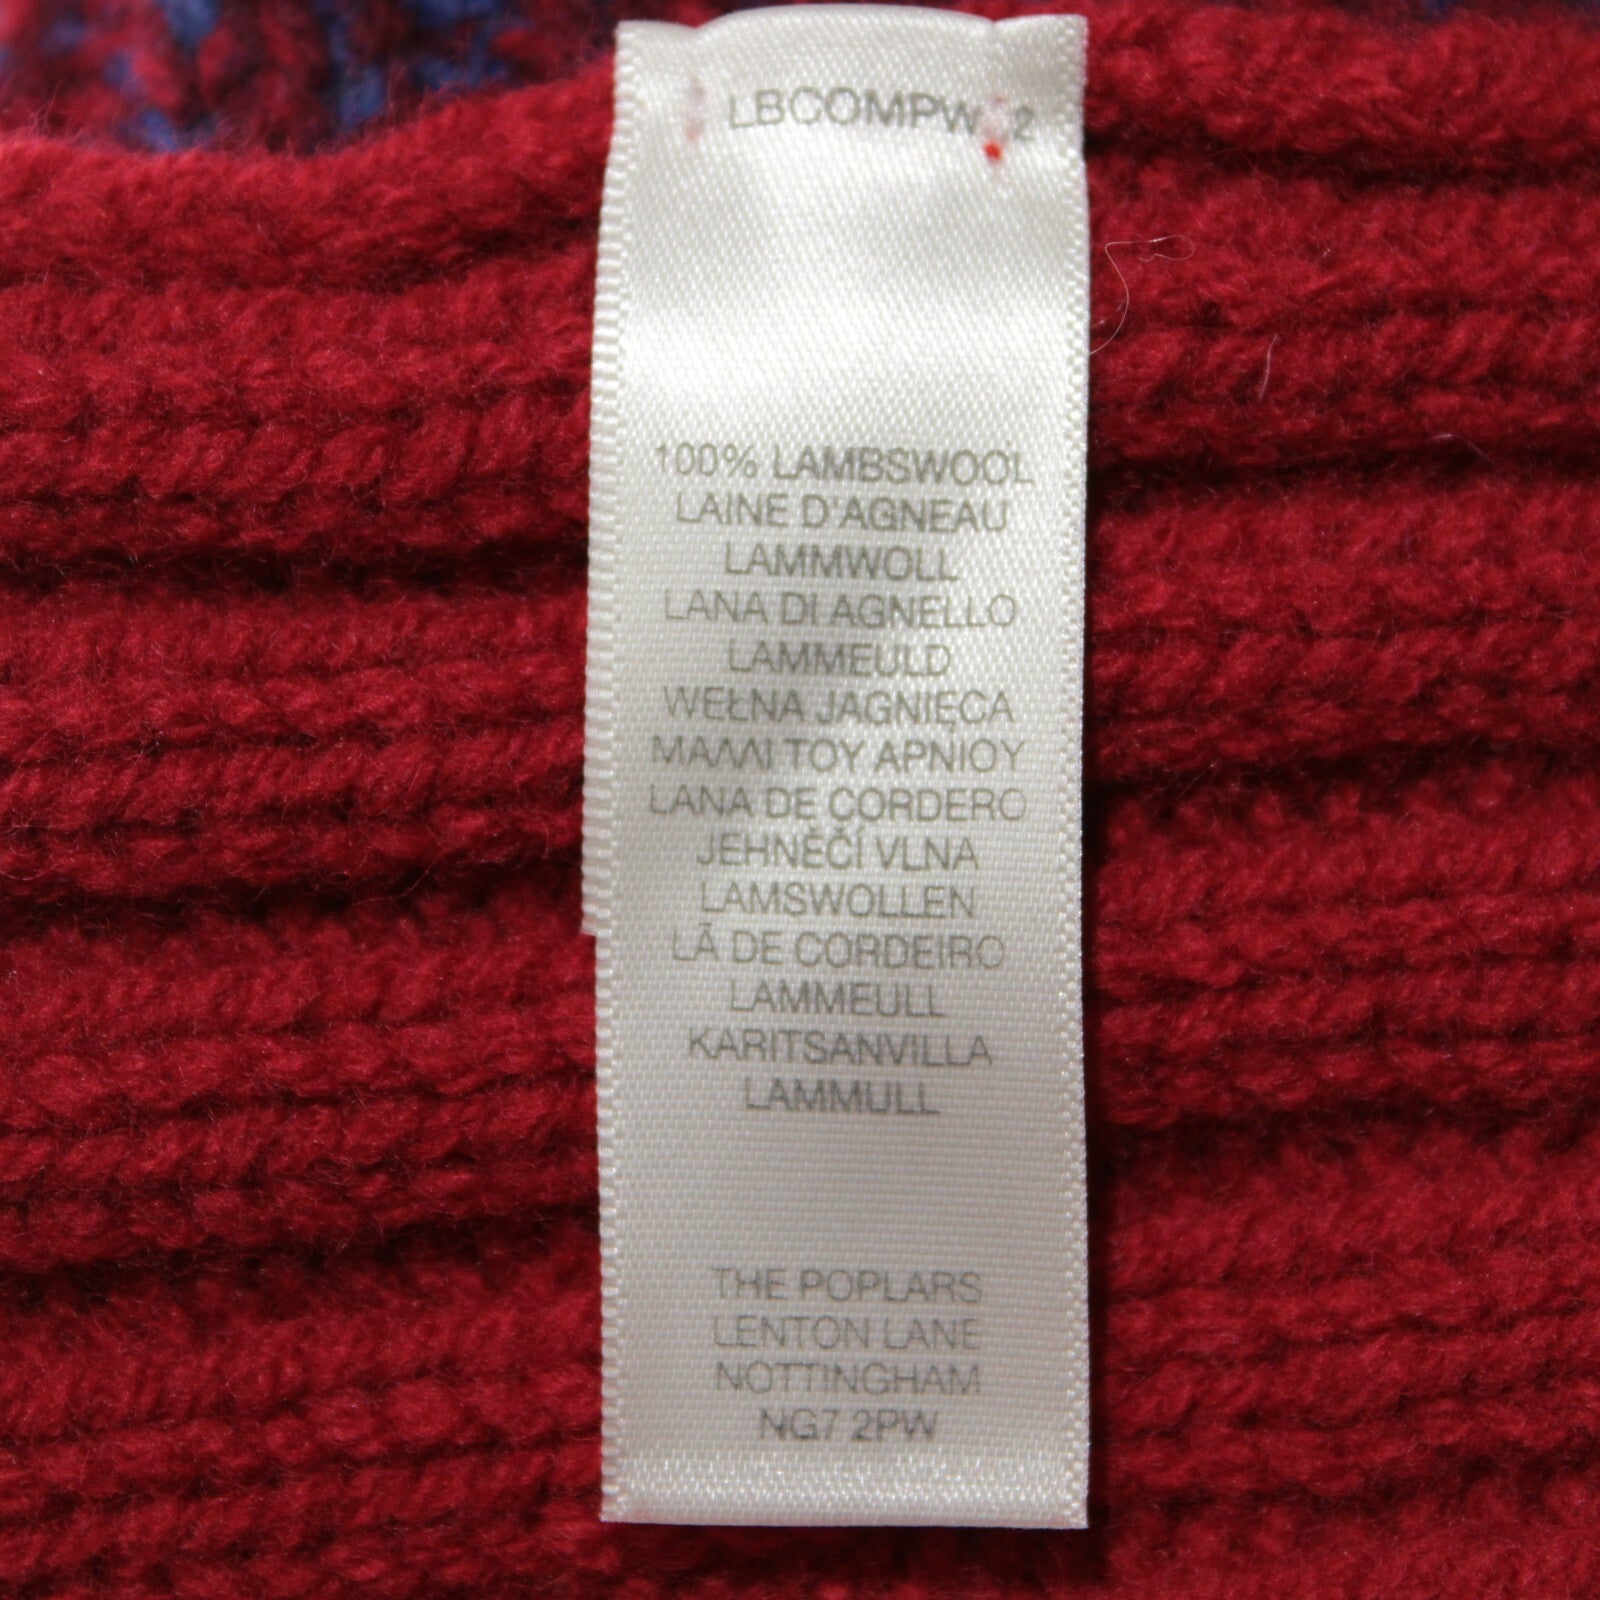 LBCOMPW 2
100% LAMBSWOOL
LAINE D'AGNEAU
LAMMWOLL
LANA DI AGNELLO
LAMMEULD
WEŁNA JAGNIĘCA
ΜΑΛΛΙ ΤΟΥ ΑΡΝΙΟΥ
LANA DE CORDERO
JEHNĚČÍ VLNA
LAMSWOLLEN
LÃ DE CORDEIRO
LAMMEULL
KARITSANVILLA
LAMMULL
THE POPLARS
LENTON LANE
NOTTINGHAM
NG7 2PW